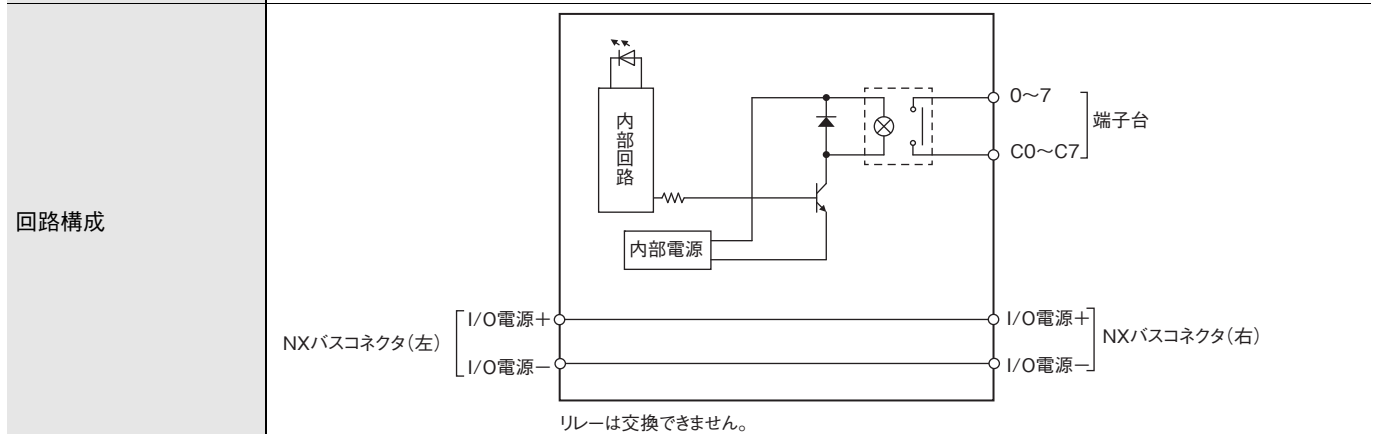 回路構成
内部回路
内部電源
0～7
C0～C7
端子台
NXバスコネクタ（左）
I/O電源＋
I/O電源－
I/O電源＋
I/O電源－
NXバスコネクタ（右）
リレーは交換できません。